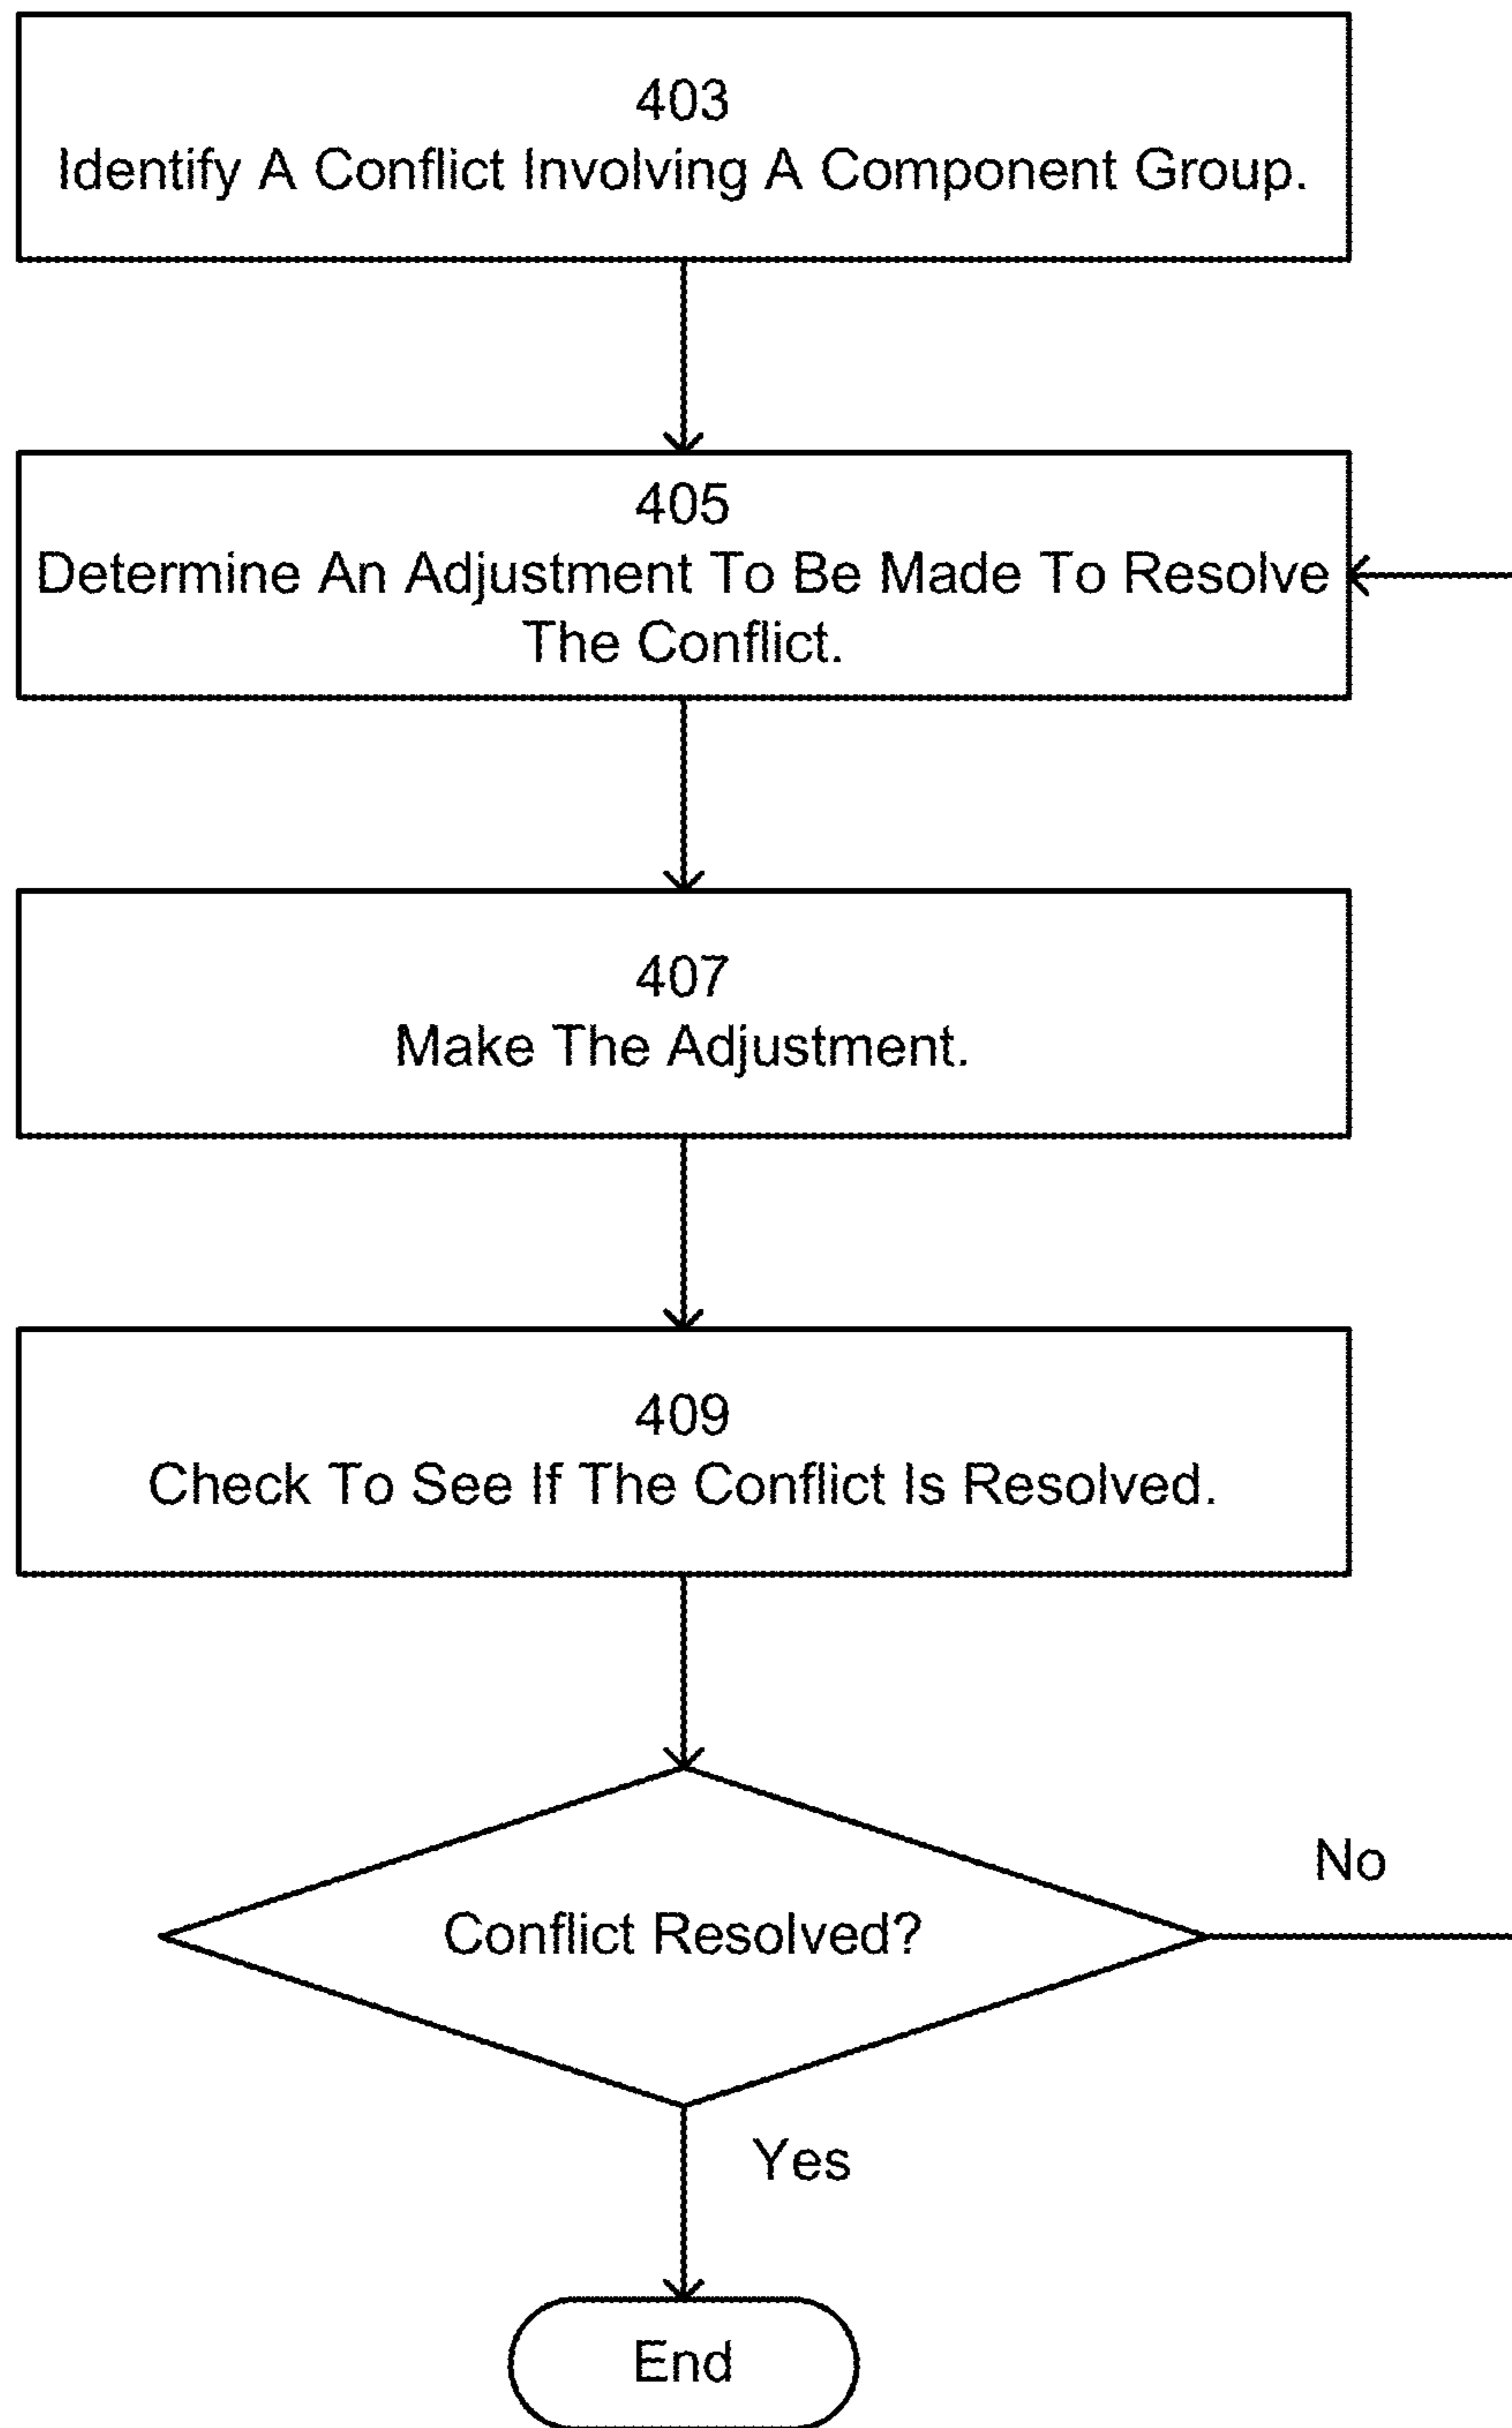 403
Identify A Conflict Involving A Component Group.
405
Determine An Adjustment To Be Made To Resolve
The Conflict.
407
Make The Adjustment.
409
Check To See If The Conflict Is Resolved.
No
Conflict Resolved?
Yes
End